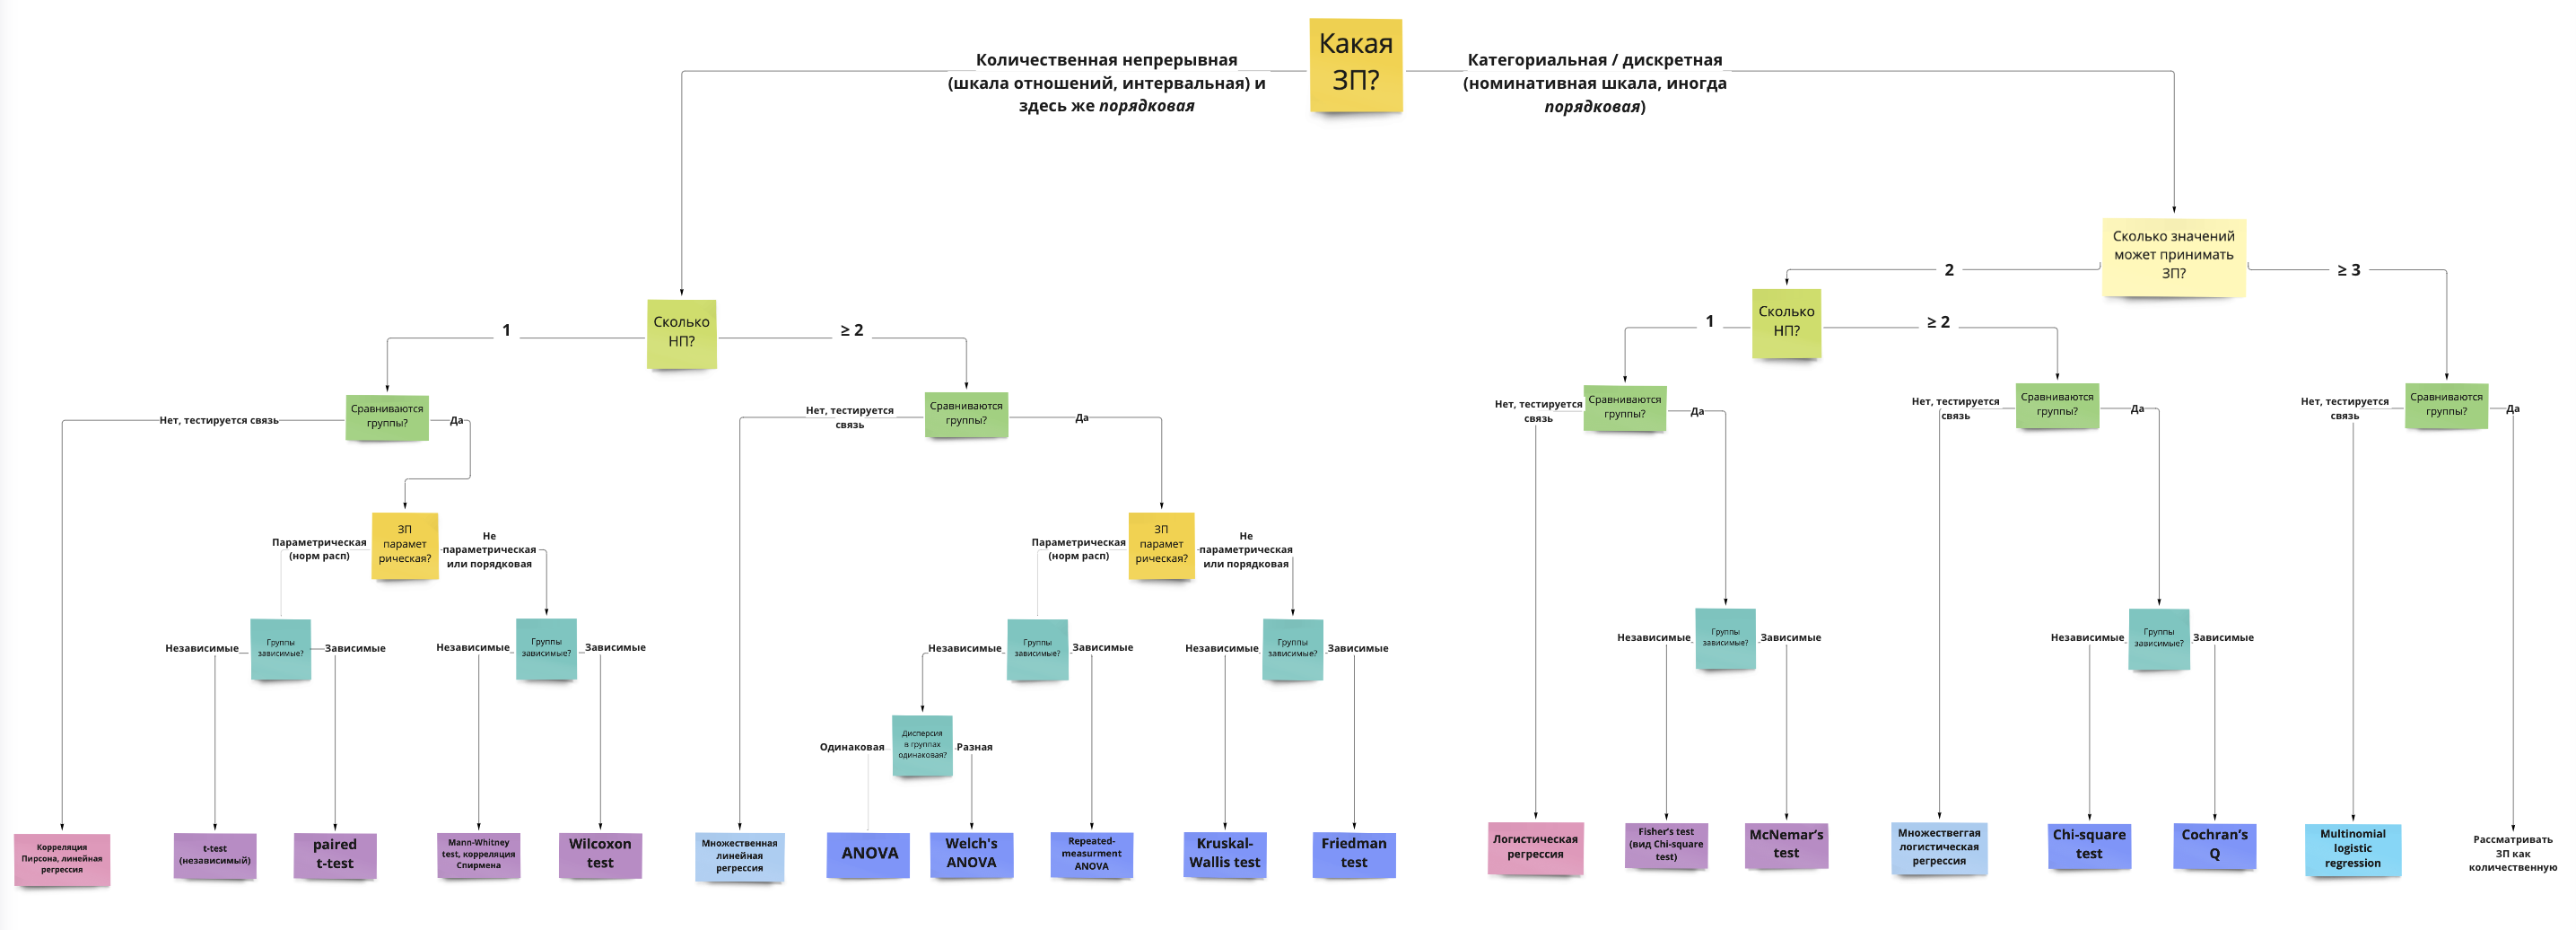 Какая
ЗП?
Количественная непрерывная
(шкала отношений, интервальная) и
здесь же порядковая
Категориальная / дискретная
(номинативная шкала, иногда
порядковая)
Сколько значений
может принимать
ЗП?
2
≥ 3
Сколько
НП?
1
≥ 2
Сколько
НП?
1
≥ 2
Сравниваются
группы?
Нет, тестируется связь
Да
Сравниваются
группы?
Нет, тестируется
связь
Да
Сравниваются
группы?
Нет, тестируется
связь
Да
Сравниваются
группы?
Нет, тестируется
связь
Да
Сравниваются
группы?
Нет, тестируется
связь
Да
ЗП
парамет
рическая?
Параметрическая
(норм расп)
Не
параметрическая
или порядковая
ЗП
парамет
рическая?
Параметрическая
(норм расп)
Не
параметрическая
или порядковая
Группы
зависимые?
Независимые
Зависимые
Группы
зависимые?
Независимые
Зависимые
Группы
зависимые?
Независимые
Зависимые
Группы
зависимые?
Независимые
Зависимые
Группы
зависимые?
Независимые
Зависимые
Группы
зависимые?
Независимые
Зависимые
Дисперсия
в группах
одинаковая?
Одинаковая
Разная
Корреляция
Пирсона, линейная
регрессия
t-test
(независимый)
paired
t-test
Mann-Whitney
test, корреляция
Спирмена
Wilcoxon
test
Множественная
линейная
регрессия
ANOVA
Welch's
ANOVA
Repeated-
measurment
ANOVA
Kruskal-
Wallis test
Friedman
test
Логистическая
регрессия
Fisher’s test
(вид Chi-square
test)
McNemar’s
test
Множествеггая
логистическая
регрессия
Chi-square
test
Cochran’s
Q
Multinomial
logistic
regression
Рассматривать
ЗП как
количественную